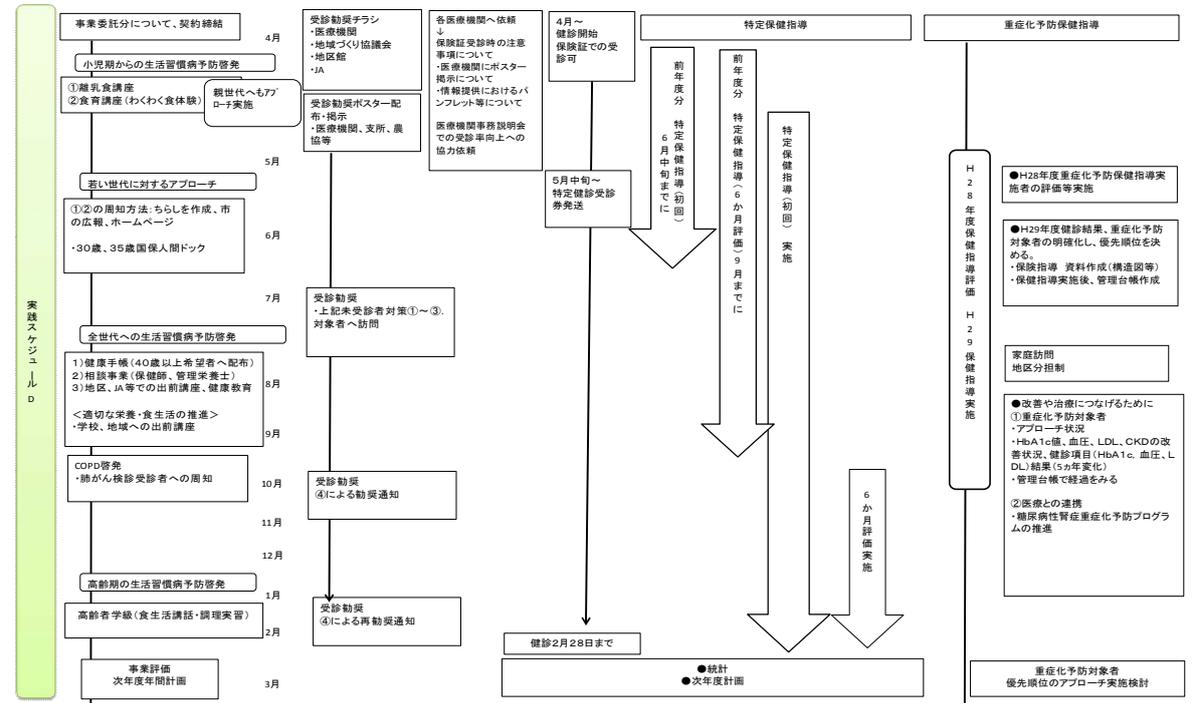 実践スケジュールD
事業委託分について、契約締結
小児期からの生活習慣病予防啓発
①離乳食講座
②食育講座(わくわく食体験)
親世代へもアプ
ローチ実施
若い世代に対するアプローチ
①②の周知方法:ちらしを作成、市
の広報、ホームページ
・30歳、35歳国保人間ドック
全世代への生活習慣病予防啓発
1)健康手帳(40歳以上希望者へ配布)
2)相談事業(保健師、管理栄養士)
3)地区、JA等での出前講座、健康教育
<適切な栄養・食生活の推進>
・学校、地域への出前講座
COPD啓発
・肺がん検診受診者への周知
高齢期の生活習慣病予防啓発
高齢者学級(食生活講話・調理実習)
事業評価
次年度年間計画
4月
5月
6月
7月
8月
9月
10月
11月
12月
1月
2月
3月
受診勧奨チラシ
・医療機関
・地域づくり協議会
・地区館
・JA
受診勧奨ポスター配
布・掲示
・医療機関、支所、農
協等
受診勧奨
・上記未受診者対策①~③.
対象者へ訪問
受診勧奨
④による勧奨通知
受診勧奨
④による再勧奨通知
各医療機関へ依頼
↓
保険証受診時の注意
事項について
・医療機関にポスター
掲示について
・情報提供におけるパ
ンフレット等について
医療機関事務説明会
での受診率向上への
協力依頼
4月~
健診開始
保険証での受
診可
5月中旬~
特定健診受診
券発送
健診2月28日まで
特定保健指導
前年度分 特定保健指導(初回)
6月中旬までに
前年度分 特定保健指導(6か月評価)9月までに
特定保健指導(初回) 実施
6か月評価実施
●統計
●次年度計画
重症化予防保健指導
H28年度保健指導評価 H29保健指導実施
●H28年度重症化予防保健指導実
施者の評価等実施
●H29年度健診結果、重症化予防
対象者の明確化し、優先順位を決
める。
・保険指導 資料作成(構造図等)
・保健指導実施後、管理台帳作成
家庭訪問
地区分担制
●改善や治療につなげるために
①重症化予防対象者
・アプローチ状況
・HbA1c値、血圧、LDL、CKDの改
善状況、健診項目(HbA1c, 血圧、L
DL)結果(5ヵ年変化)
・管理台帳で経過をみる
②医療との連携
・糖尿病性腎症重症化予防プログラ
ムの推進
重症化予防対象者
優先順位のアプローチ実施検討